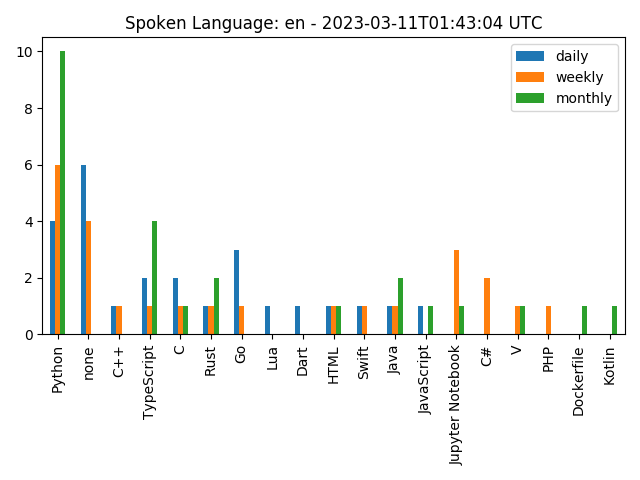 Spoken Language: en - 2023-03-11T01:43:04 UTC
daily
weekly
monthly
10
8
6
4
2
0
Python
none
C++
TypeScript
C
Rust
Go
Lua
Dart
HTML
Swift
Java
JavaScript
Jupyter Notebook
C#
V
PHP
Dockerfile
Kotlin